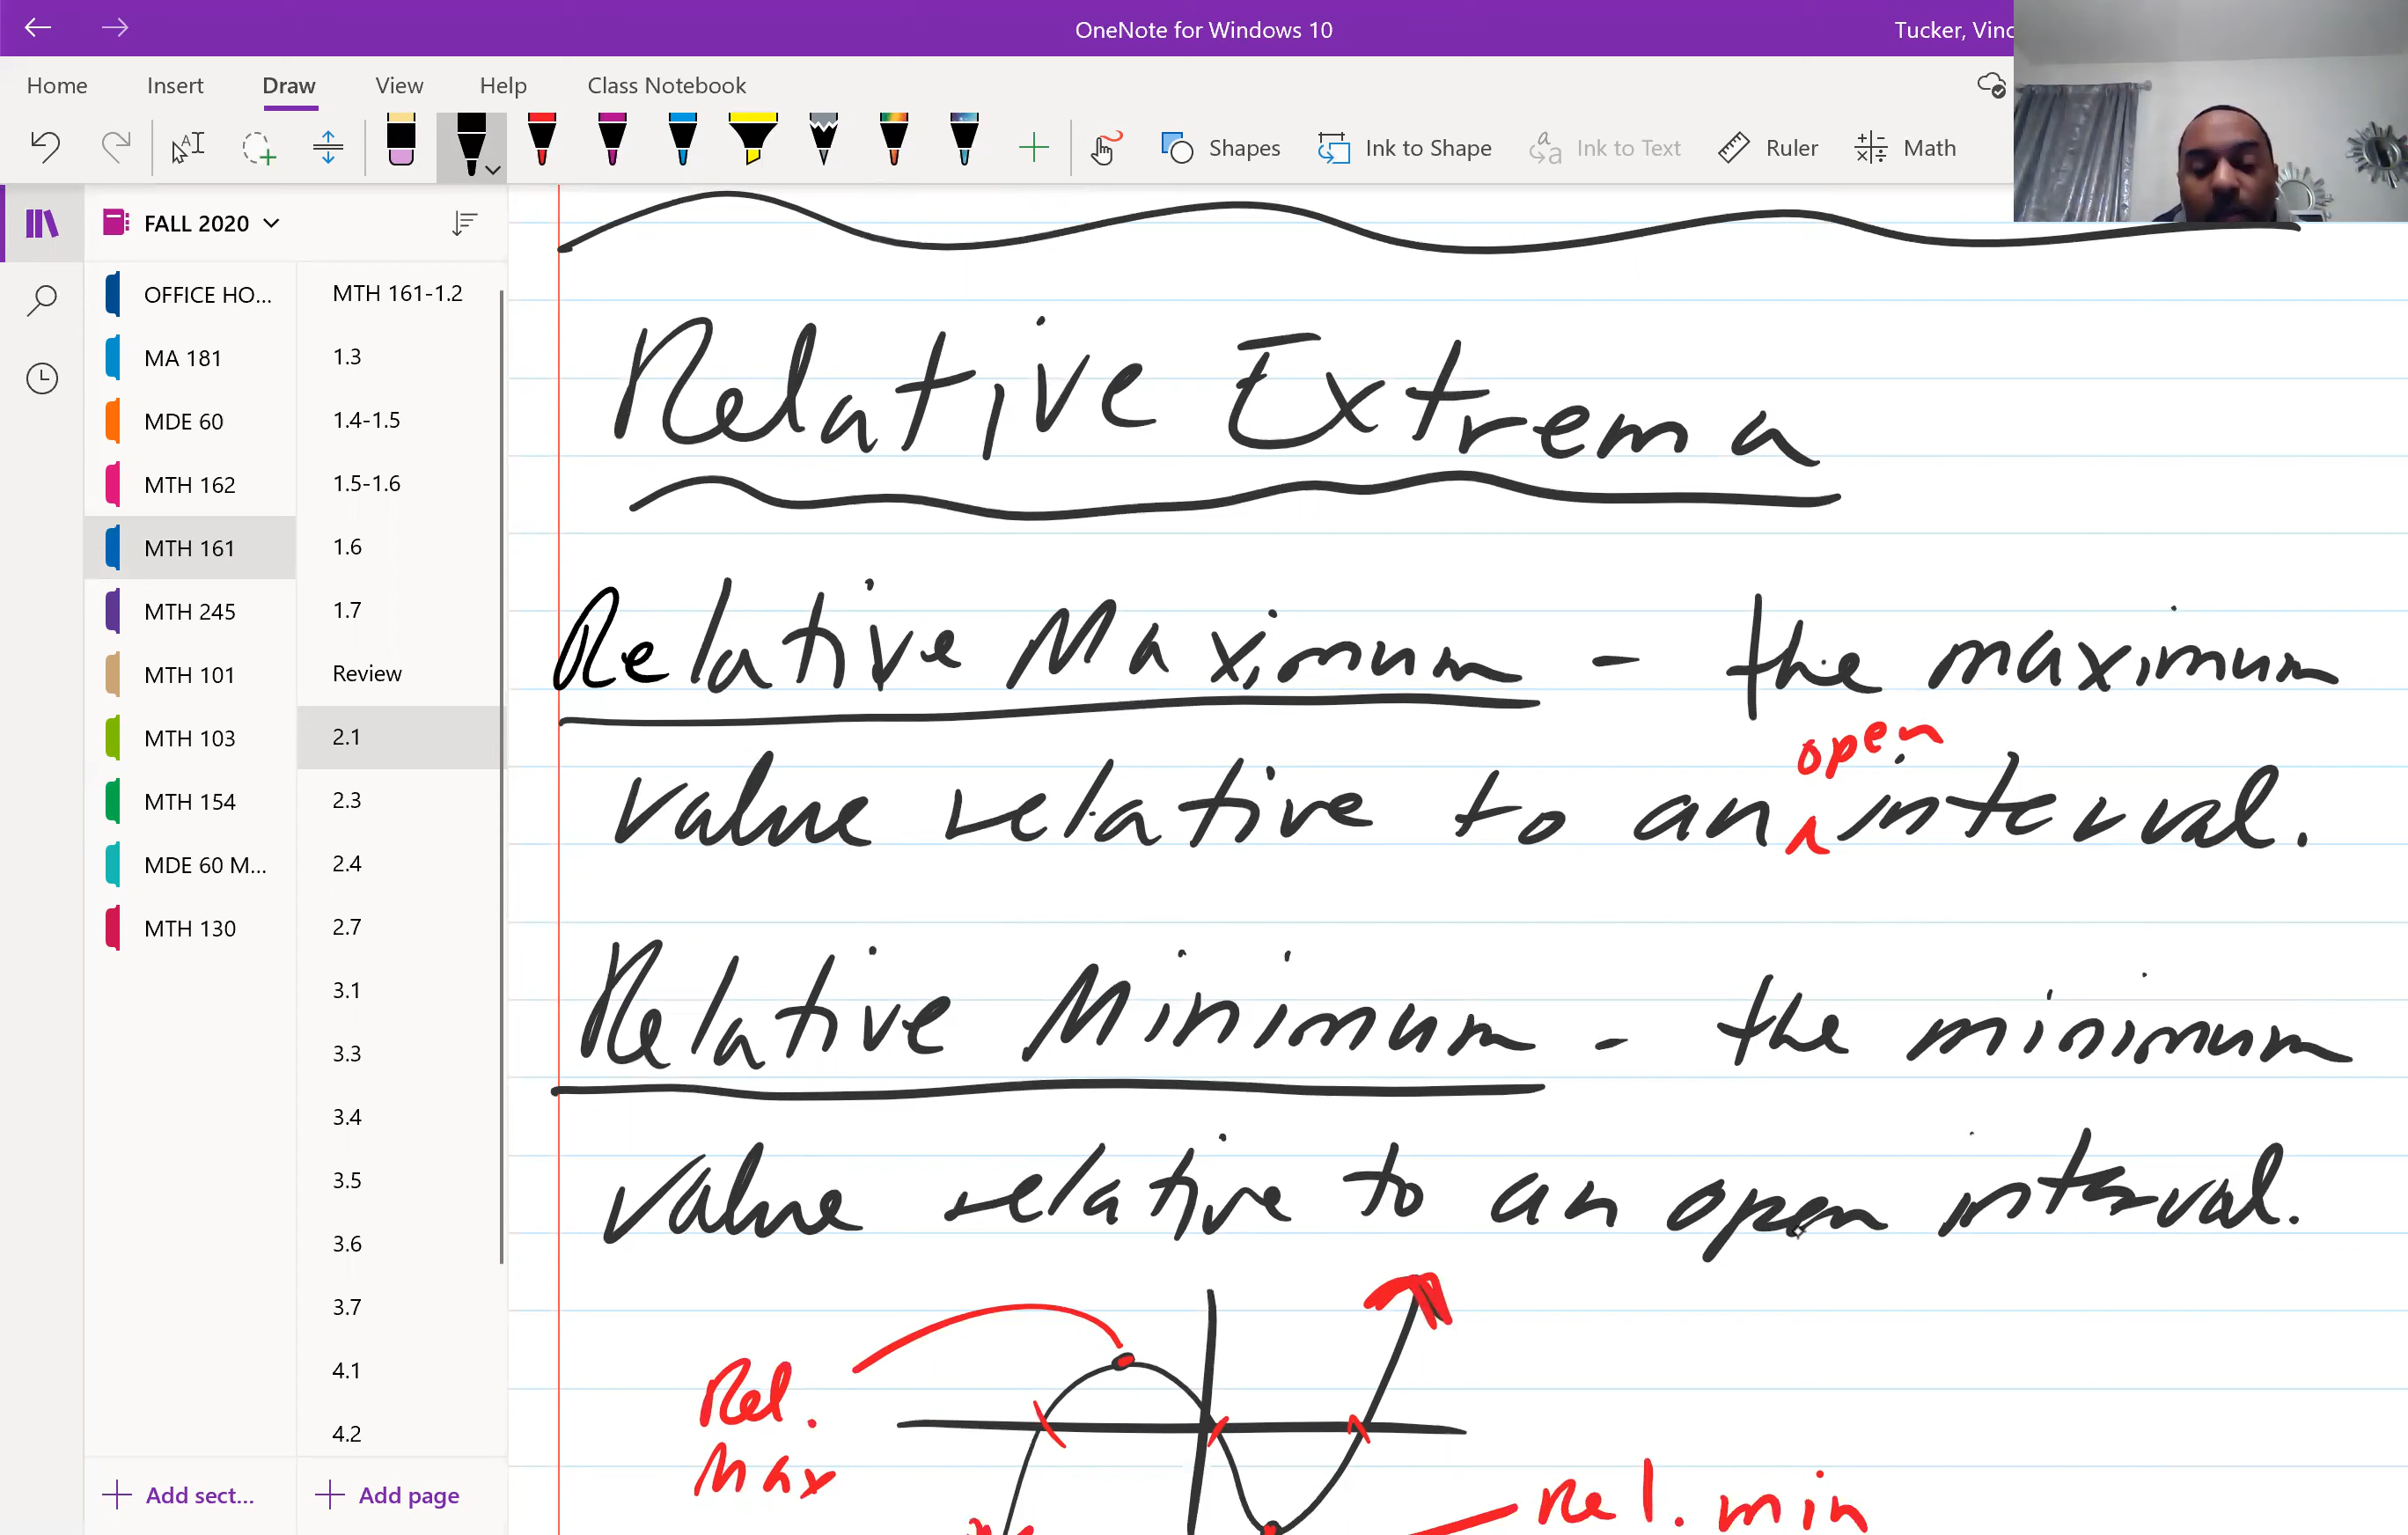 OneNote for Windows 10
Tucker, Vinc
Home Insert Draw View Help Class Notebook
Shapes Ink to Shape Ink to Text Ruler Math
FALL 2020
OFFICE HO...
MA 181
MDE 60
MTH 162
MTH 161
MTH 245
MTH 101
MTH 103
MTH 154
MDE 60 M...
MTH 130
Add sect...
MTH 161-1.2
1.3
1.4-1.5
1.5-1.6
1.6
1.7
Review
2.1
2.3
2.4
2.7
3.1
3.3
3.4
3.5
3.6
3.7
4.1
4.2
Add page
Relative Extrema
Relative Maximum - the maximum
open
value relative to an interval.
Relative Minimum - the minimum
value relative to an open interval.
Rel.
Max
Rel. min